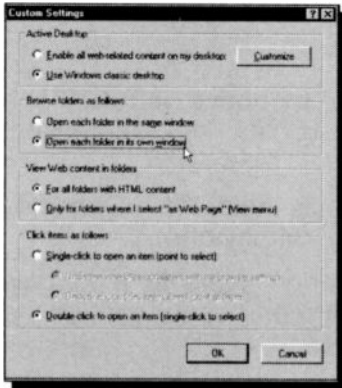 Custom Settings
Active Desktop
Enable all web-related content on my desktop
Customize
Use Windows classic desktop
Browse folders as follows
Open each folder in the same window
Open each folder in its own window
View Web content in folders
For all folders with HTML content
Only for folders where I select "as Web Page" (View menu)
Click items as follows
Single-click to open an item (point to select)
Double-click to open an item (single-click to select)
OK
Cancel